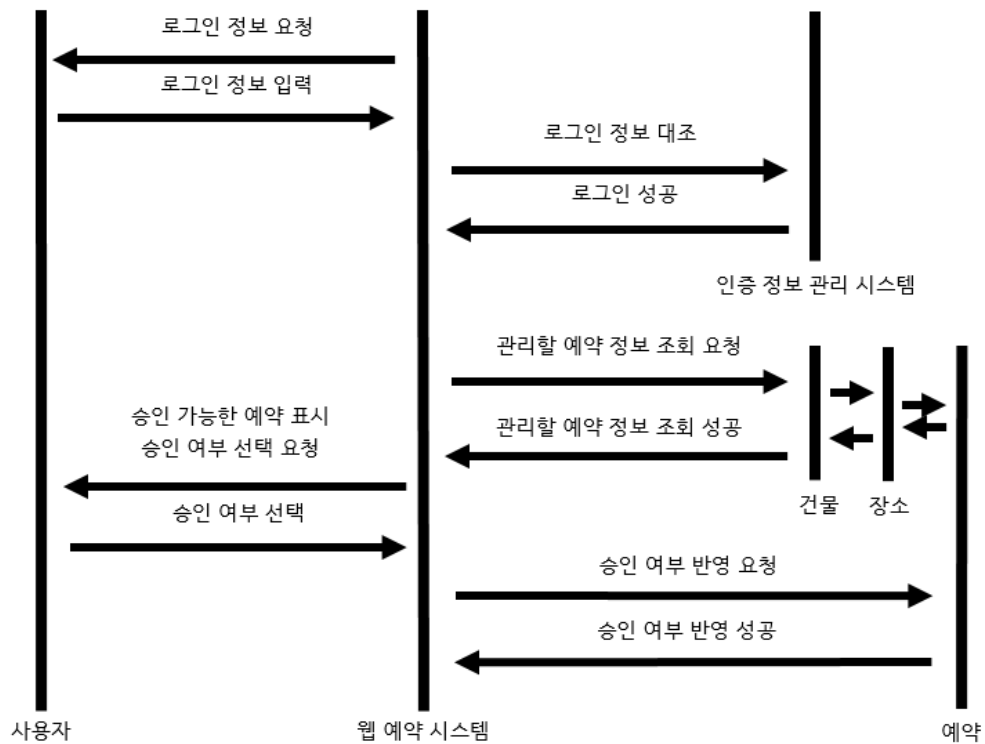 로그인 정보 요청
로그인 정보 입력
로그인 정보 대조
로그인 성공
인증 정보 관리 시스템
관리할 예약 정보 조회 요청
승인 가능한 예약 표시
승인 여부 선택 요청
관리할 예약 정보 조회 성공
건물
장소
승인 여부 선택
승인 여부 반영 요청
승인 여부 반영 성공
사용자
웹 예약 시스템
예약